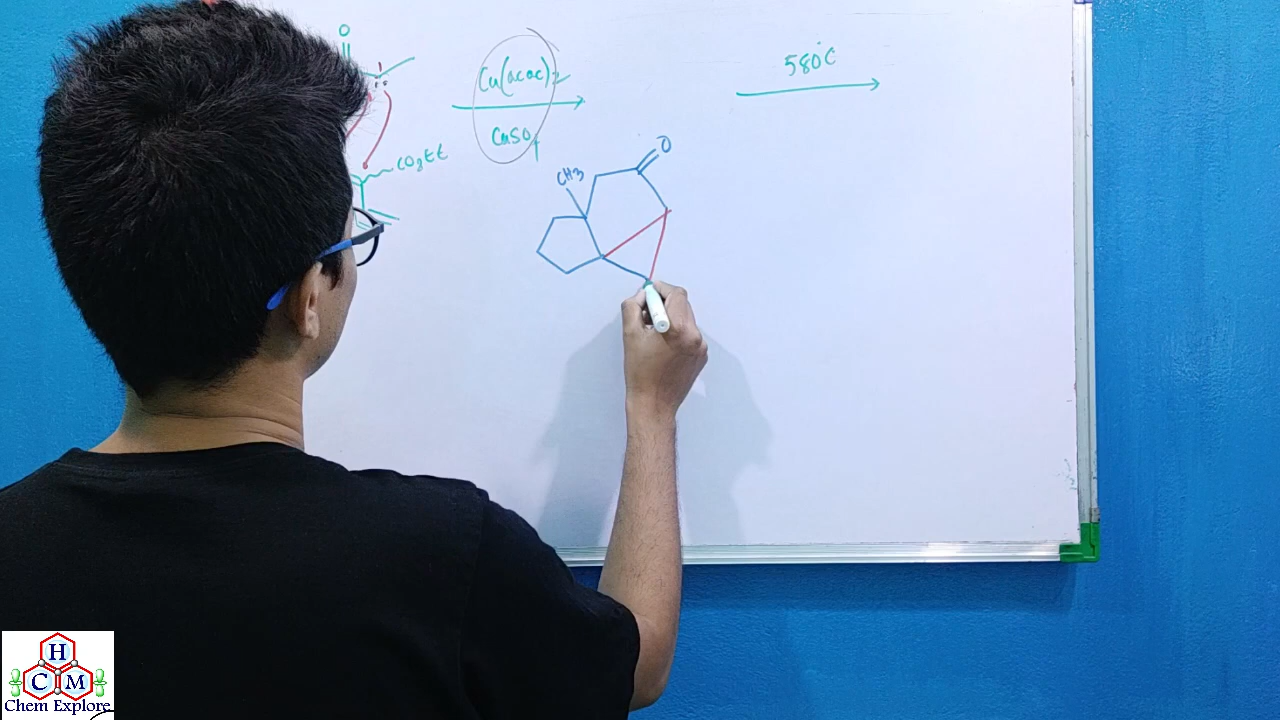 O
Cu(acac)2
CuSO4
580°C
CO2Et
O
CH3
H
C M
Chem Explore